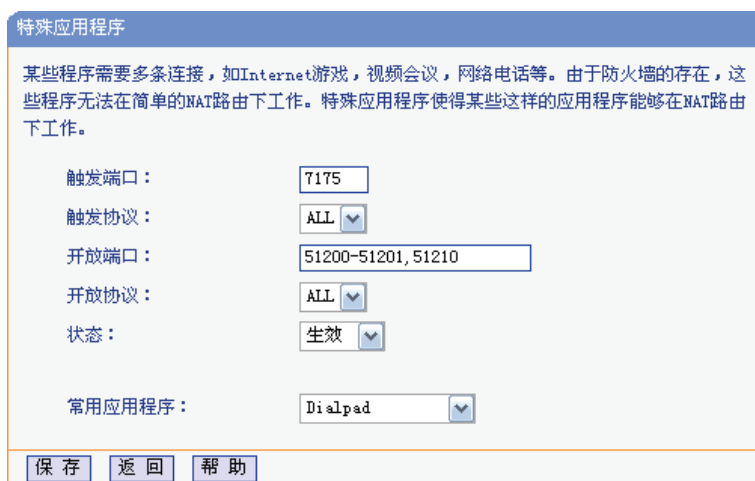 特殊应用程序
某些程序需要多条连接，如Internet游戏，视频会议，网络电话等。由于防火墙的存在，这
些程序无法在简单的NAT路由下工作。特殊应用程序使得某些这样的应用程序能够在NAT路由
下工作。
触发端口： 7175
触发协议： ALL
开放端口： 51200-51201,51210
开放协议： ALL
状态： 生效
常用应用程序： Dialpad
保 存 返 回 帮 助